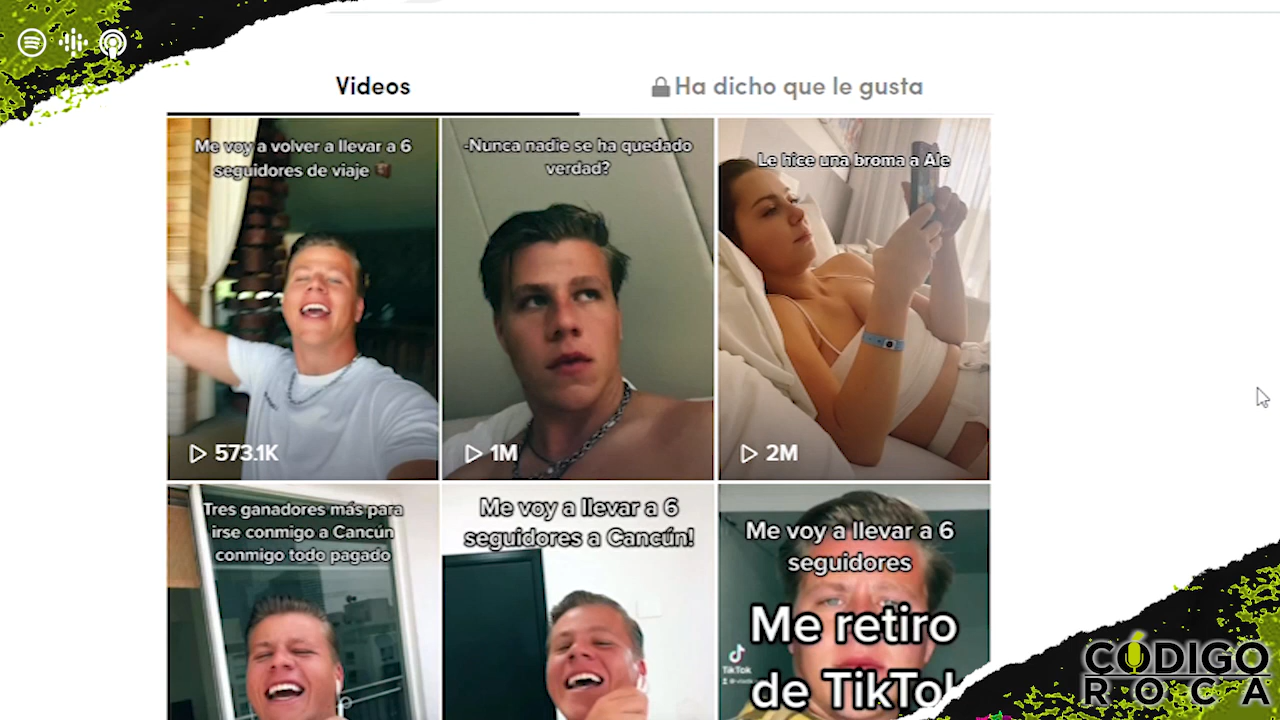 Videos
Ha dicho que le gusta
Me voy a volver a llevar a 6
seguidores de viaje
-Nunca nadie se ha quedado
verdad?
Le hice una broma a Ale
573.1K
1M
2M
Tres ganadores más para
irse conmigo a Cancún
conmigo todo pagado
Me voy a llevar a 6
seguidores a Cancún!
Me voy a llevar a 6
seguidores
Me retiro
de TikTok
TikTok
CÓDIGO
ROCA